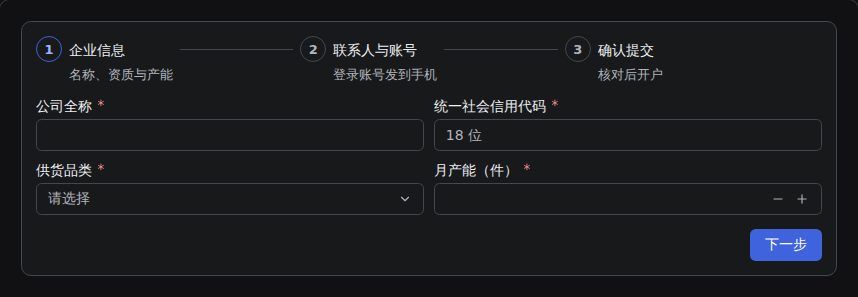 1 企业信息
名称、资质与产能
2 联系人与账号
登录账号发到手机
3 确认提交
核对后开户
公司全称 *
统一社会信用代码 *
18 位
供货品类 *
月产能（件） *
请选择
下一步